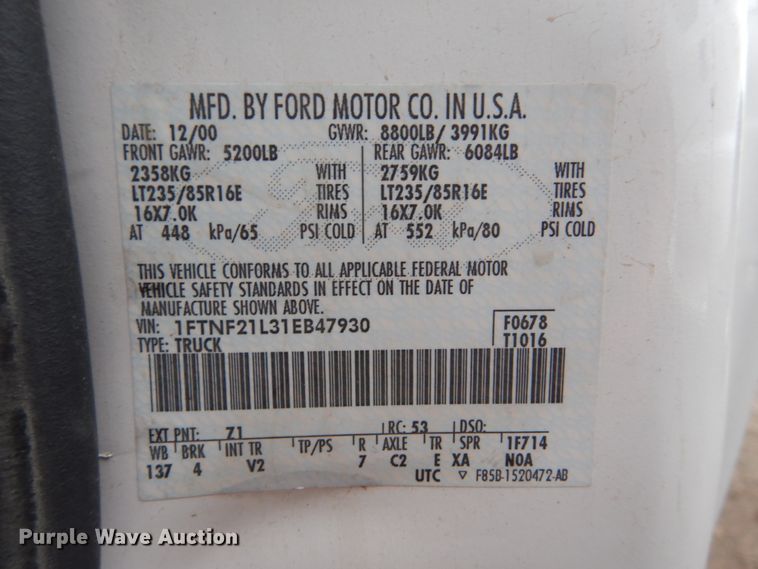 MFD. BY FORD MOTOR CO. IN U.S.A.
DATE: 12/00 GVWR: 8800LB/ 3991KG
FRONT GAWR: 5200LB REAR GAWR: 6084LB
2358KG WITH 2759KG WITH
LT235/85R16E TIRES LT235/85R16E TIRES
16X7.0K RIMS 16X7.0K RIMS
AT 448 kPa/65 PSI COLD AT 552 kPa/80 PSI COLD
THIS VEHICLE CONFORMS TO ALL APPLICABLE FEDERAL MOTOR
VEHICLE SAFETY STANDARDS IN EFFECT ON THE DATE OF
MANUFACTURE SHOWN ABOVE.
VIN: 1FTNF21L31EB47930 F0678
TYPE: TRUCK T1016
EXT PNT: Z1 RC: 53 DSO:
WB BRK INT TR TP/PS R AXLE TR SPR 1F714
137 4 V2 7 C2 E XA N0A
UTC ▽ F85B-1520472-AB
Purple Wave Auction